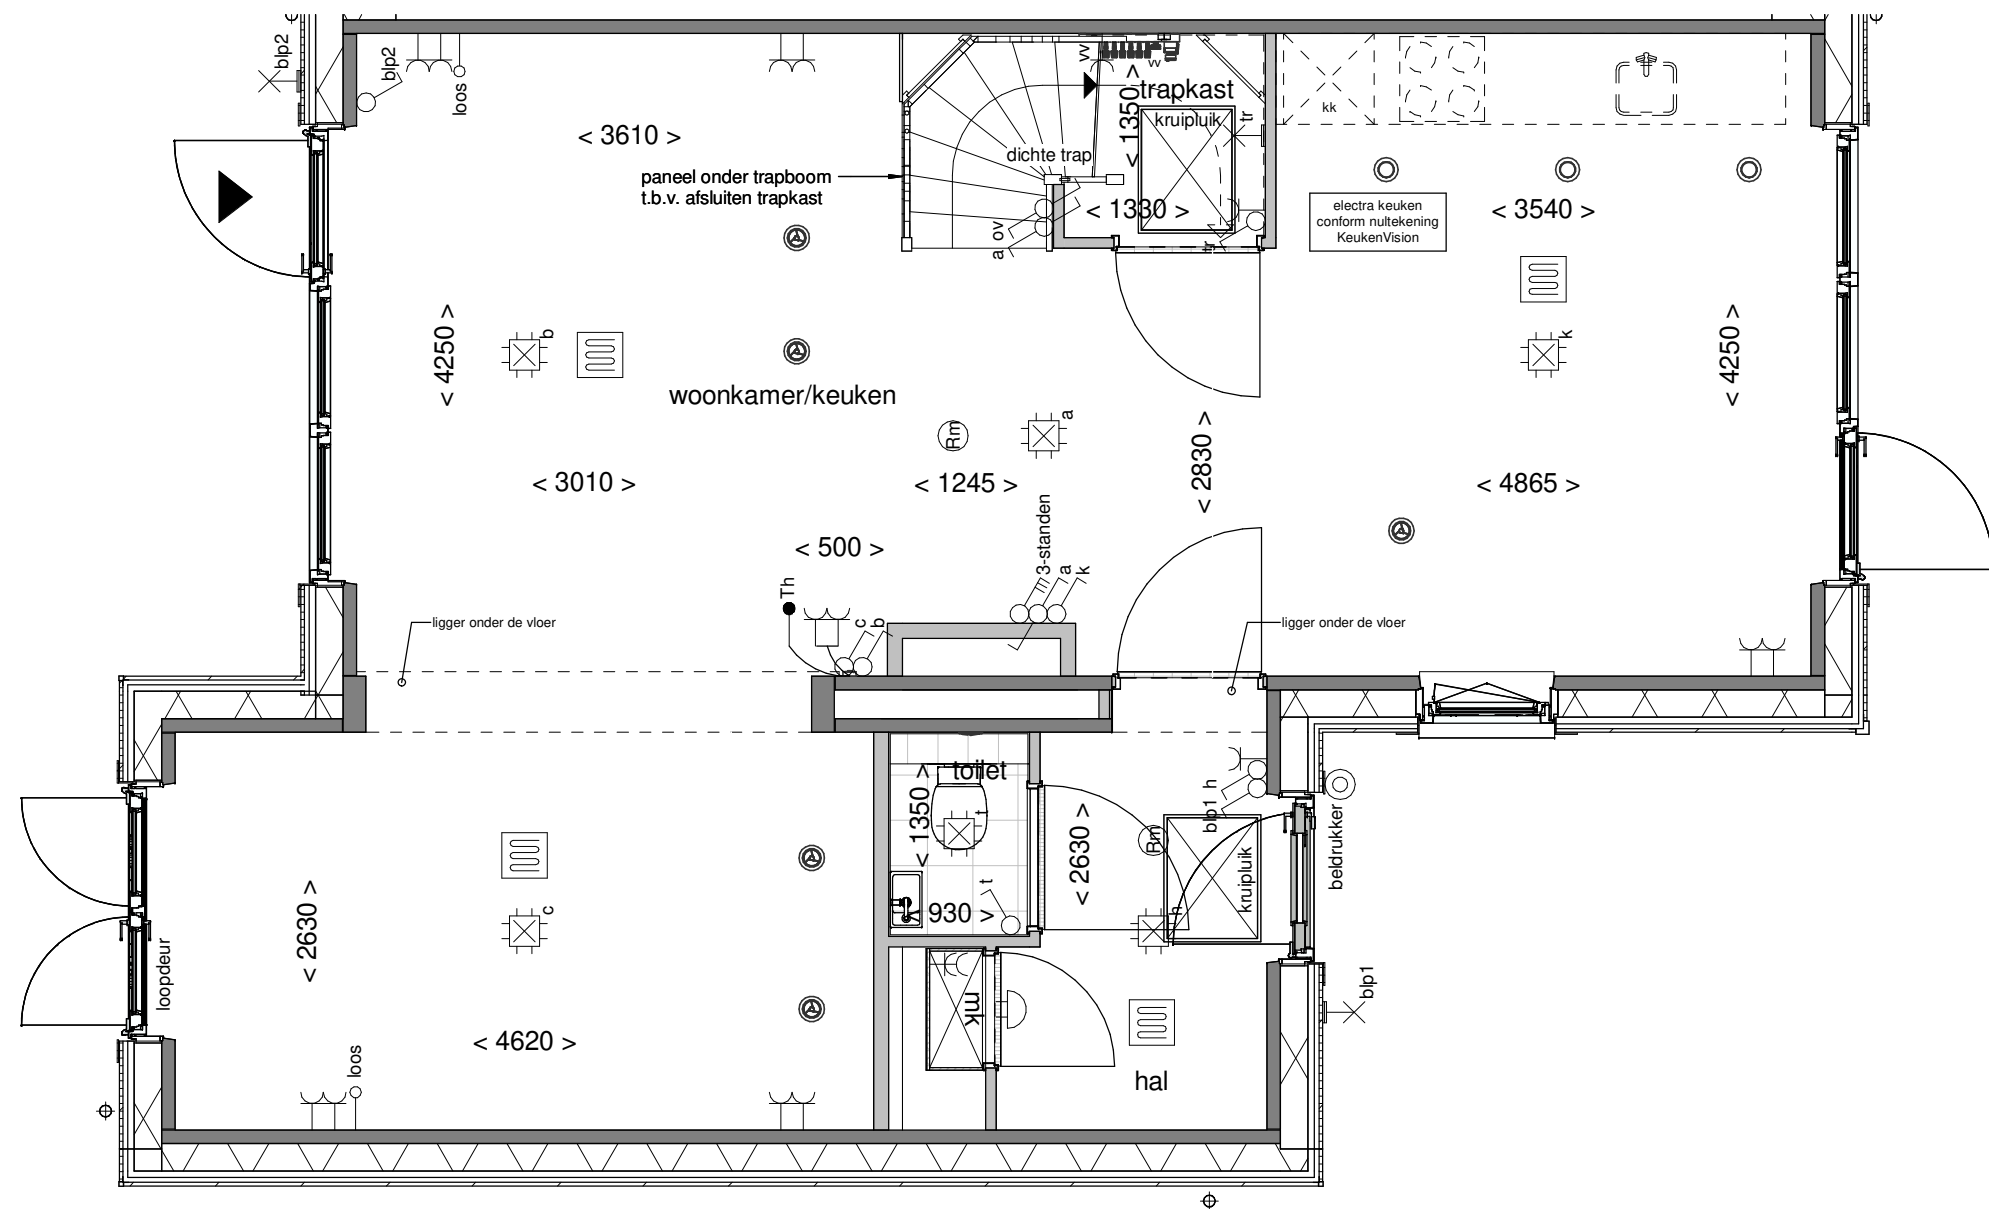 blp2
blp2
loos
vv
vv
< 1350 >
trapkast
kruipluik
tr
kk
< 3610 >
dichte trap
paneel onder trapboom
t.b.v. afsluiten trapkast
< 1330 >
electra keuken
conform nultekening
KeukenVision
< 3540 >
a ov
tr
< 4250 >
b
k
< 4250 >
woonkamer/keuken
Rm
a
< 2830 >
< 3010 >
< 1245 >
< 4865 >
< 500 >
3-standen
a
k
Th
c
b
ligger onder de vloer
ligger onder de vloer
toilet
< 1350 >
t
blp1 h
< 2630 >
Rm
kruipluik
beldrukker
t
< 930 >
h
< 2630 >
c
loopdeur
mk
blp1
< 4620 >
loos
hal